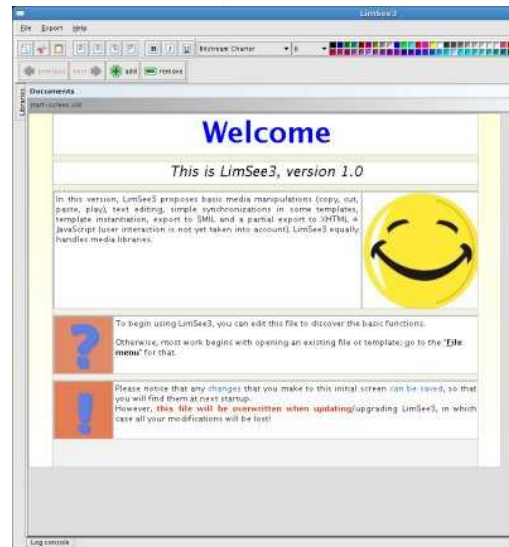 LimSee3
File Export Help
Bitstream Charter 8
previous next add remove
Libraries
Documents
start-screen.lim
Welcome
This is LimSee3, version 1.0
In this version, LimSee3 proposes basic media manipulations (copy, cut,
paste, play), text editing, simple synchronizations in some templates,
template instantiation, export to SMIL and a partial export to XHTML +
JavaScript (user interaction is not yet taken into account). LimSee3 equally
handles media libraries.
?
To begin using LimSee3, you can edit this file to discover the basic functions.
Otherwise, most work begins with opening an existing file or template: go to the "File
menu" for that.
!
Please notice that any changes that you make to this initial screen can be saved, so that
you will find them at next startup.
However, this file will be overwritten when updating/upgrading LimSee3, in which
case all your modifications will be lost!
Log console